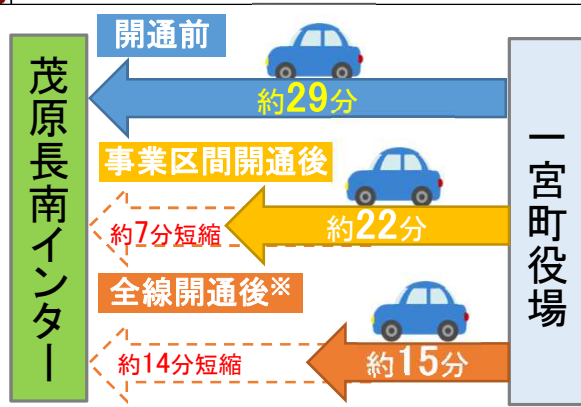 茂原長南インター
開通前
約29分
事業区間開通後
約7分短縮
約22分
全線開通後※
約14分短縮
約15分
一宮町役場